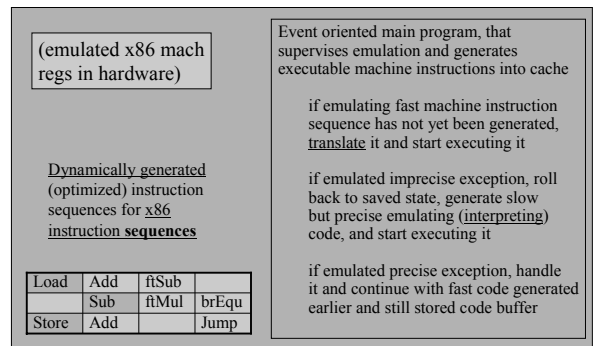 (emulated x86 mach
regs in hardware)
Dynamically generated
(optimized) instruction
sequences for x86
instruction sequences
Load Add ftSub
Sub ftMul brEqu
Store Add Jump
Event oriented main program, that
supervises emulation and generates
executable machine instructions into cache
if emulating fast machine instruction
sequence has not yet been generated,
translate it and start executing it
if emulated imprecise exception, roll
back to saved state, generate slow
but precise emulating (interpreting)
code, and start executing it
if emulated precise exception, handle
it and continue with fast code generated
earlier and still stored code buffer